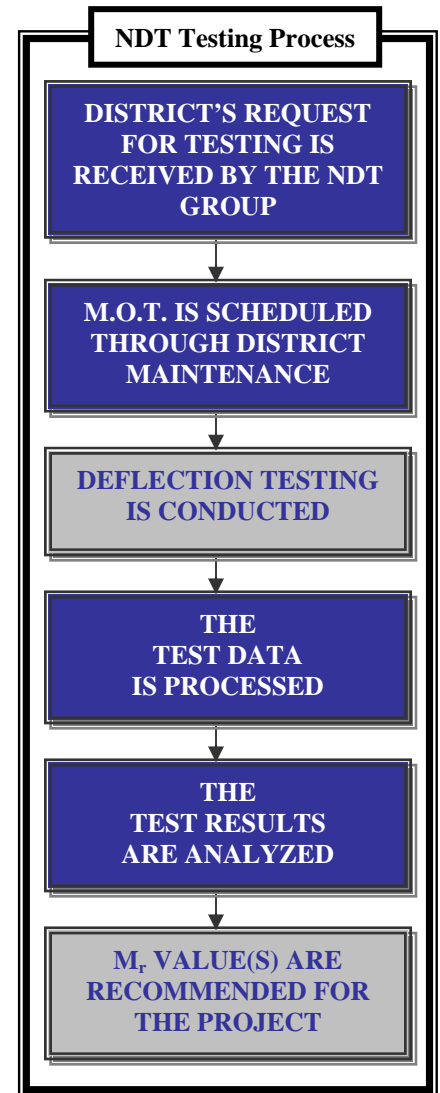 NDT Testing Process
DISTRICT’S REQUEST
FOR TESTING IS
RECEIVED BY THE NDT
GROUP
M.O.T. IS SCHEDULED
THROUGH DISTRICT
MAINTENANCE
DEFLECTION TESTING
IS CONDUCTED
THE
TEST DATA
IS PROCESSED
THE
TEST RESULTS
ARE ANALYZED
Mr VALUE(S) ARE
RECOMMENDED FOR
THE PROJECT